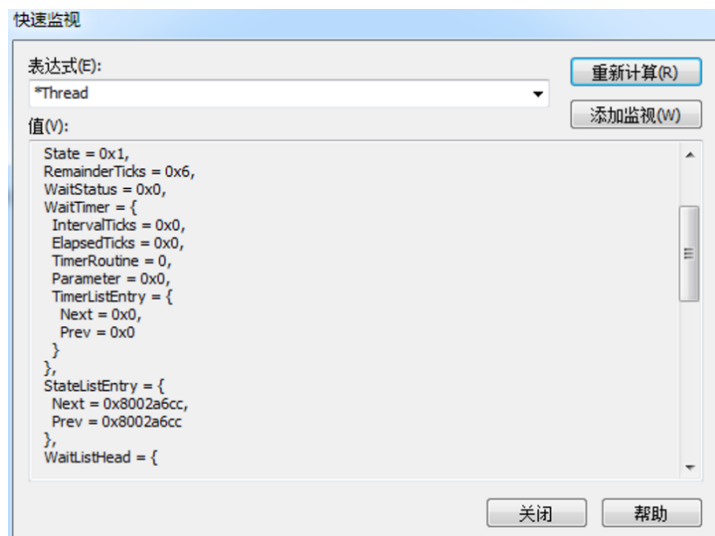 快速监视
表达式(E):
重新计算(R)
*Thread
添加监视(W)
值(V):
State = 0x1,
RemainderTicks = 0x6,
WaitStatus = 0x0,
WaitTimer = {
IntervalTicks = 0x0,
ElapsedTicks = 0x0,
TimerRoutine = 0,
Parameter = 0x0,
TimerListEntry = {
Next = 0x0,
Prev = 0x0
}
},
StateListEntry = {
Next = 0x8002a6cc,
Prev = 0x8002a6cc
},
WaitListHead = {
关闭
帮助